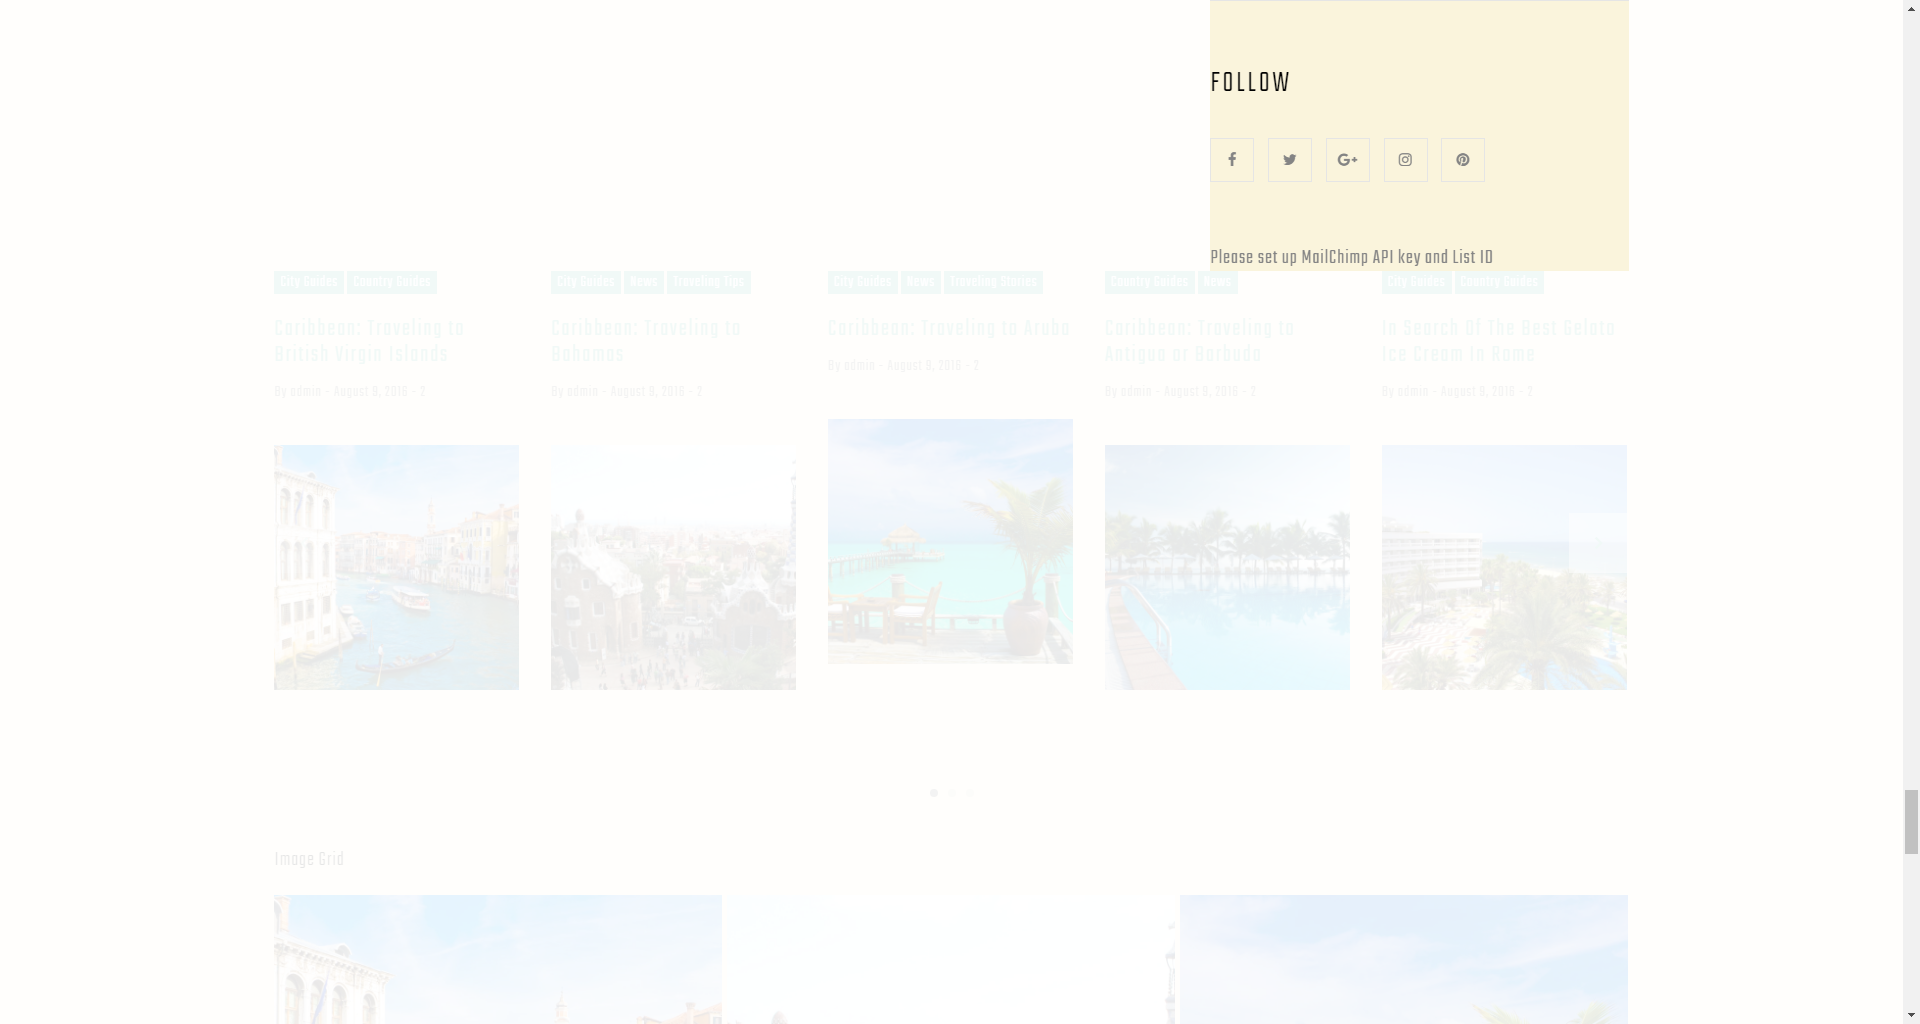 FOLLOW
Please set up MailChimp API key and List ID
City Guides Country Guides
Caribbean: Traveling to
British Virgin Islands
By admin - August 9, 2016 - 2
City Guides News Traveling Tips
Caribbean: Traveling to
Bahamas
By admin - August 9, 2016 - 2
City Guides News Traveling Stories
Caribbean: Traveling to Aruba
By admin - August 9, 2016 - 2
Country Guides News
Caribbean: Traveling to
Antigua or Barbuda
By admin - August 9, 2016 - 2
City Guides Country Guides
In Search Of The Best Gelato
Ice Cream In Rome
By admin - August 9, 2016 - 2
Image Grid